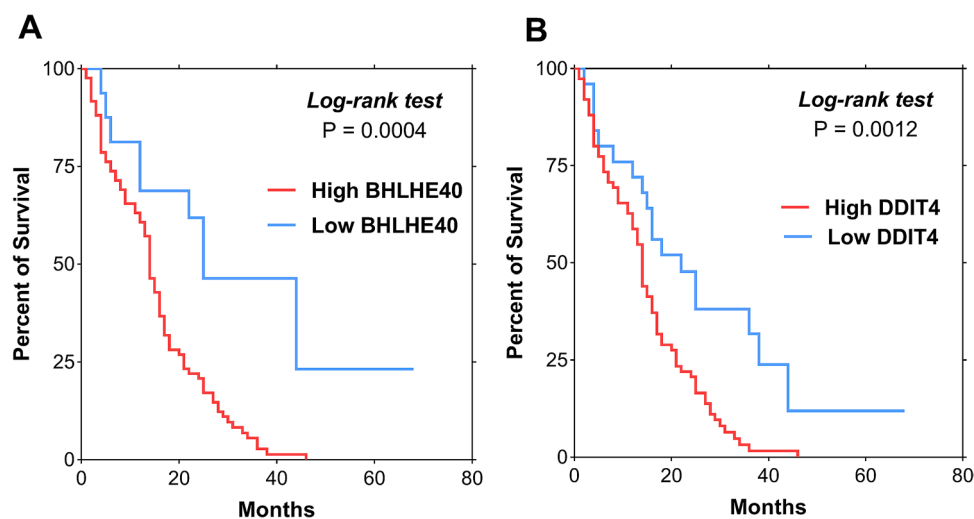 A
Percent of Survival
100
75
50
25
0
Log-rank test
P = 0.0004
High BHLHE40
Low BHLHE40
0 20 40 60 80
Months
B
Percent of Survival
100
75
50
25
0
Log-rank test
P = 0.0012
High DDIT4
Low DDIT4
0 20 40 60 80
Months